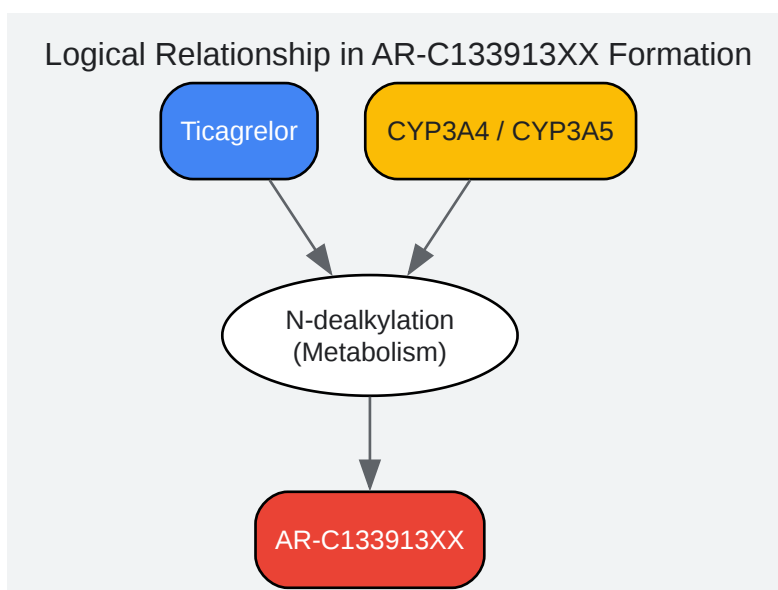 Logical Relationship in AR-C133913XX Formation
Ticagrelor
CYP3A4 / CYP3A5
N-dealkylation
(Metabolism)
AR-C133913XX